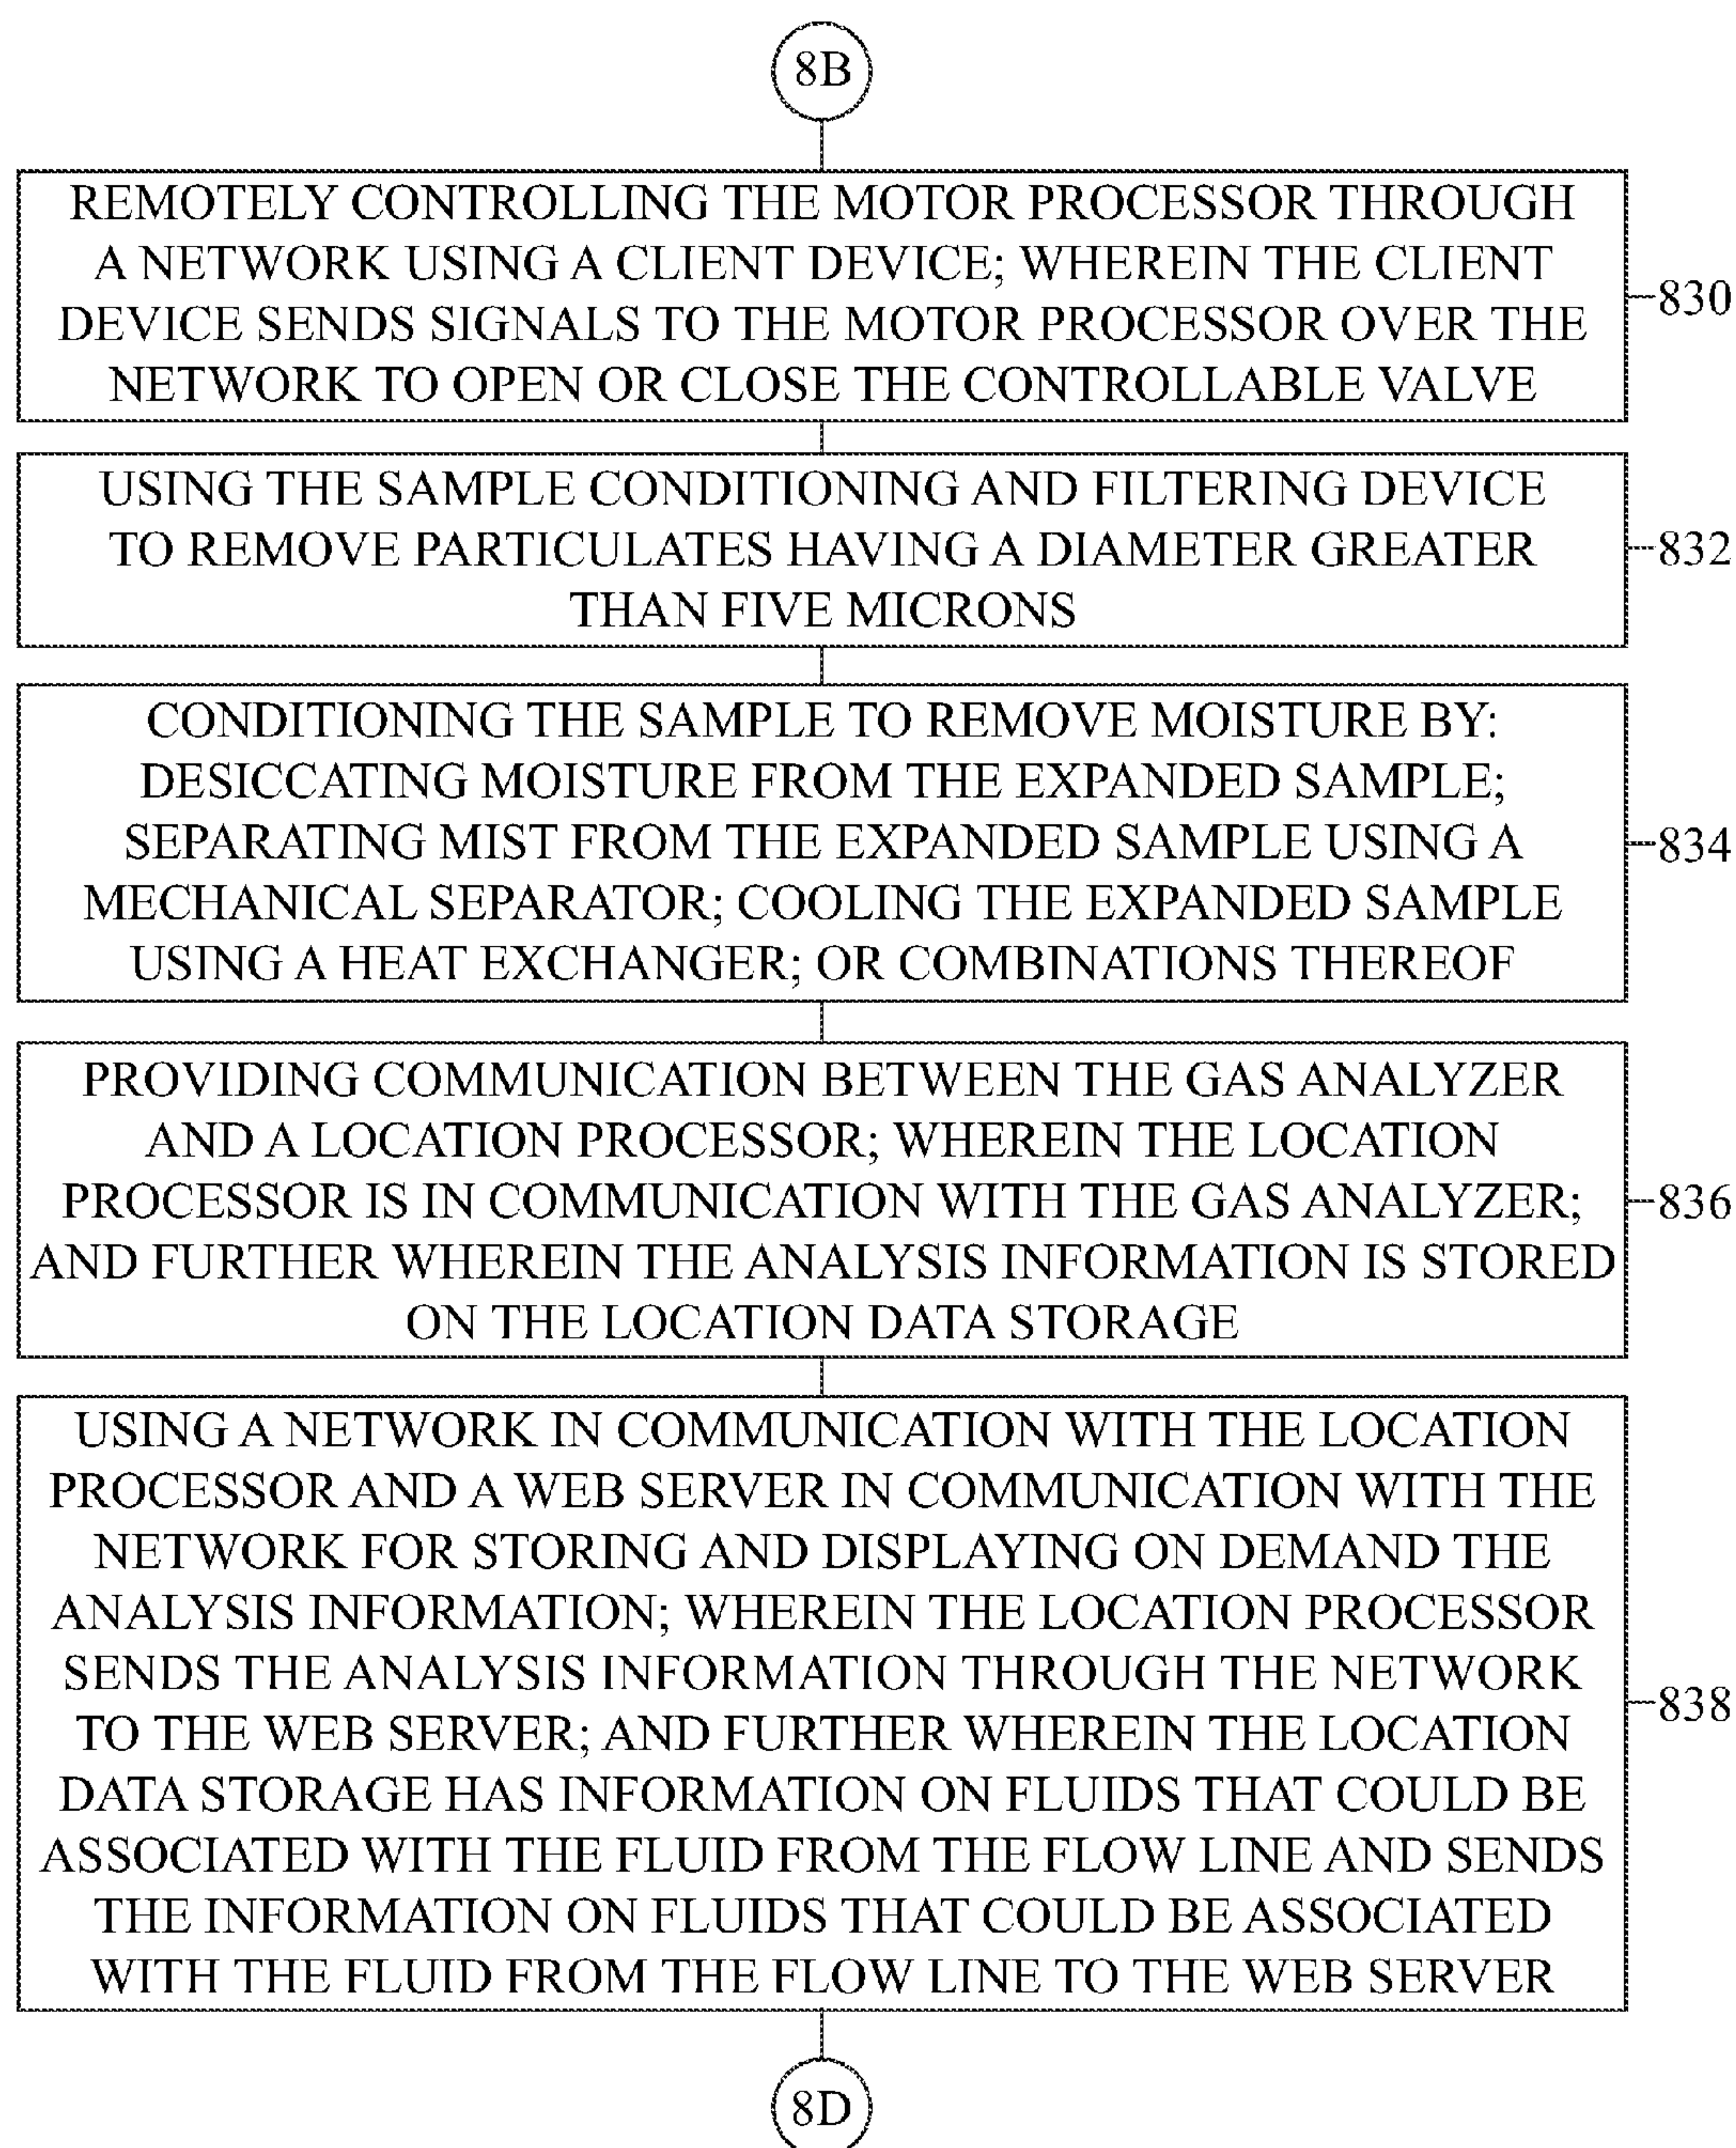 8B
REMOTELY CONTROLLING THE MOTOR PROCESSOR THROUGH
A NETWORK USING A CLIENT DEVICE; WHEREIN THE CLIENT
DEVICE SENDS SIGNALS TO THE MOTOR PROCESSOR OVER THE
NETWORK TO OPEN OR CLOSE THE CONTROLLABLE VALVE
830
USING THE SAMPLE CONDITIONING AND FILTERING DEVICE
TO REMOVE PARTICULATES HAVING A DIAMETER GREATER
THAN FIVE MICRONS
832
CONDITIONING THE SAMPLE TO REMOVE MOISTURE BY:
DESICCATING MOISTURE FROM THE EXPANDED SAMPLE;
SEPARATING MIST FROM THE EXPANDED SAMPLE USING A
MECHANICAL SEPARATOR; COOLING THE EXPANDED SAMPLE
USING A HEAT EXCHANGER; OR COMBINATIONS THEREOF
834
PROVIDING COMMUNICATION BETWEEN THE GAS ANALYZER
AND A LOCATION PROCESSOR; WHEREIN THE LOCATION
PROCESSOR IS IN COMMUNICATION WITH THE GAS ANALYZER;
AND FURTHER WHEREIN THE ANALYSIS INFORMATION IS STORED
ON THE LOCATION DATA STORAGE
836
USING A NETWORK IN COMMUNICATION WITH THE LOCATION
PROCESSOR AND A WEB SERVER IN COMMUNICATION WITH THE
NETWORK FOR STORING AND DISPLAYING ON DEMAND THE
ANALYSIS INFORMATION; WHEREIN THE LOCATION PROCESSOR
SENDS THE ANALYSIS INFORMATION THROUGH THE NETWORK
TO THE WEB SERVER; AND FURTHER WHEREIN THE LOCATION
DATA STORAGE HAS INFORMATION ON FLUIDS THAT COULD BE
ASSOCIATED WITH THE FLUID FROM THE FLOW LINE AND SENDS
THE INFORMATION ON FLUIDS THAT COULD BE ASSOCIATED
WITH THE FLUID FROM THE FLOW LINE TO THE WEB SERVER
838
8D